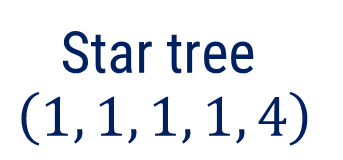 Star tree
(1, 1, 1, 1, 4)